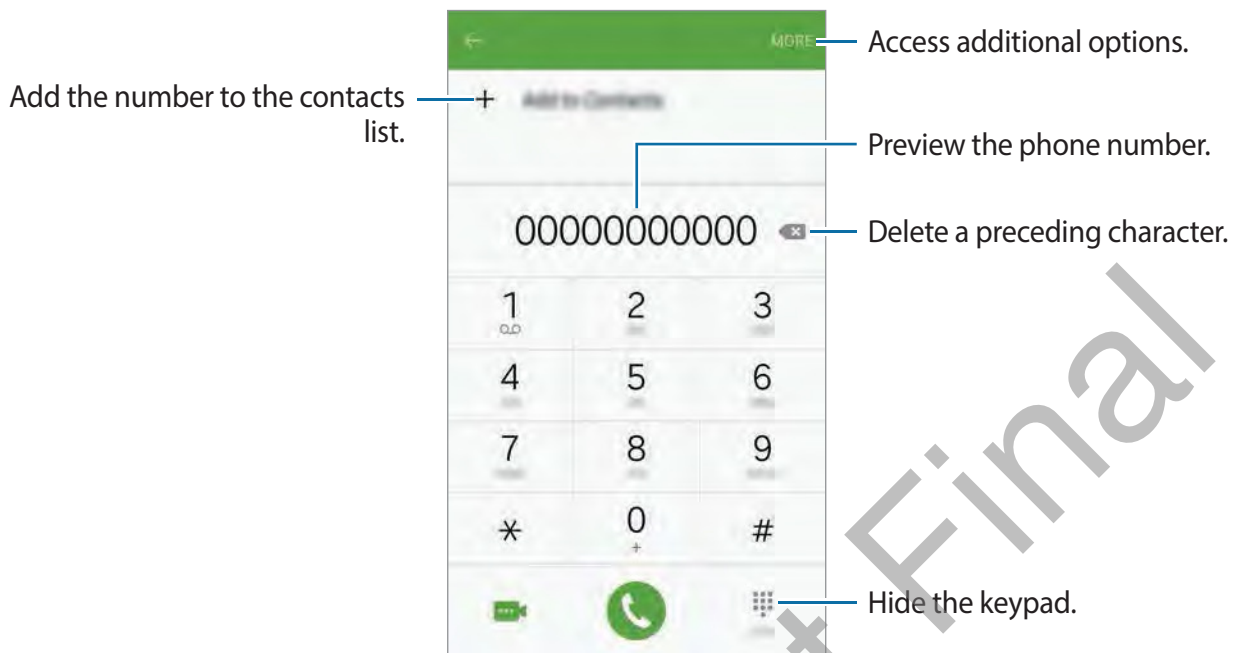 MORE
Access additional options.
Add the number to the contacts
list.
Add to Contacts
Preview the phone number.
00000000000
Delete a preceding character.
1 2 3
4 5 6
7 8 9
* 0 #
+
Hide the keypad.
Final